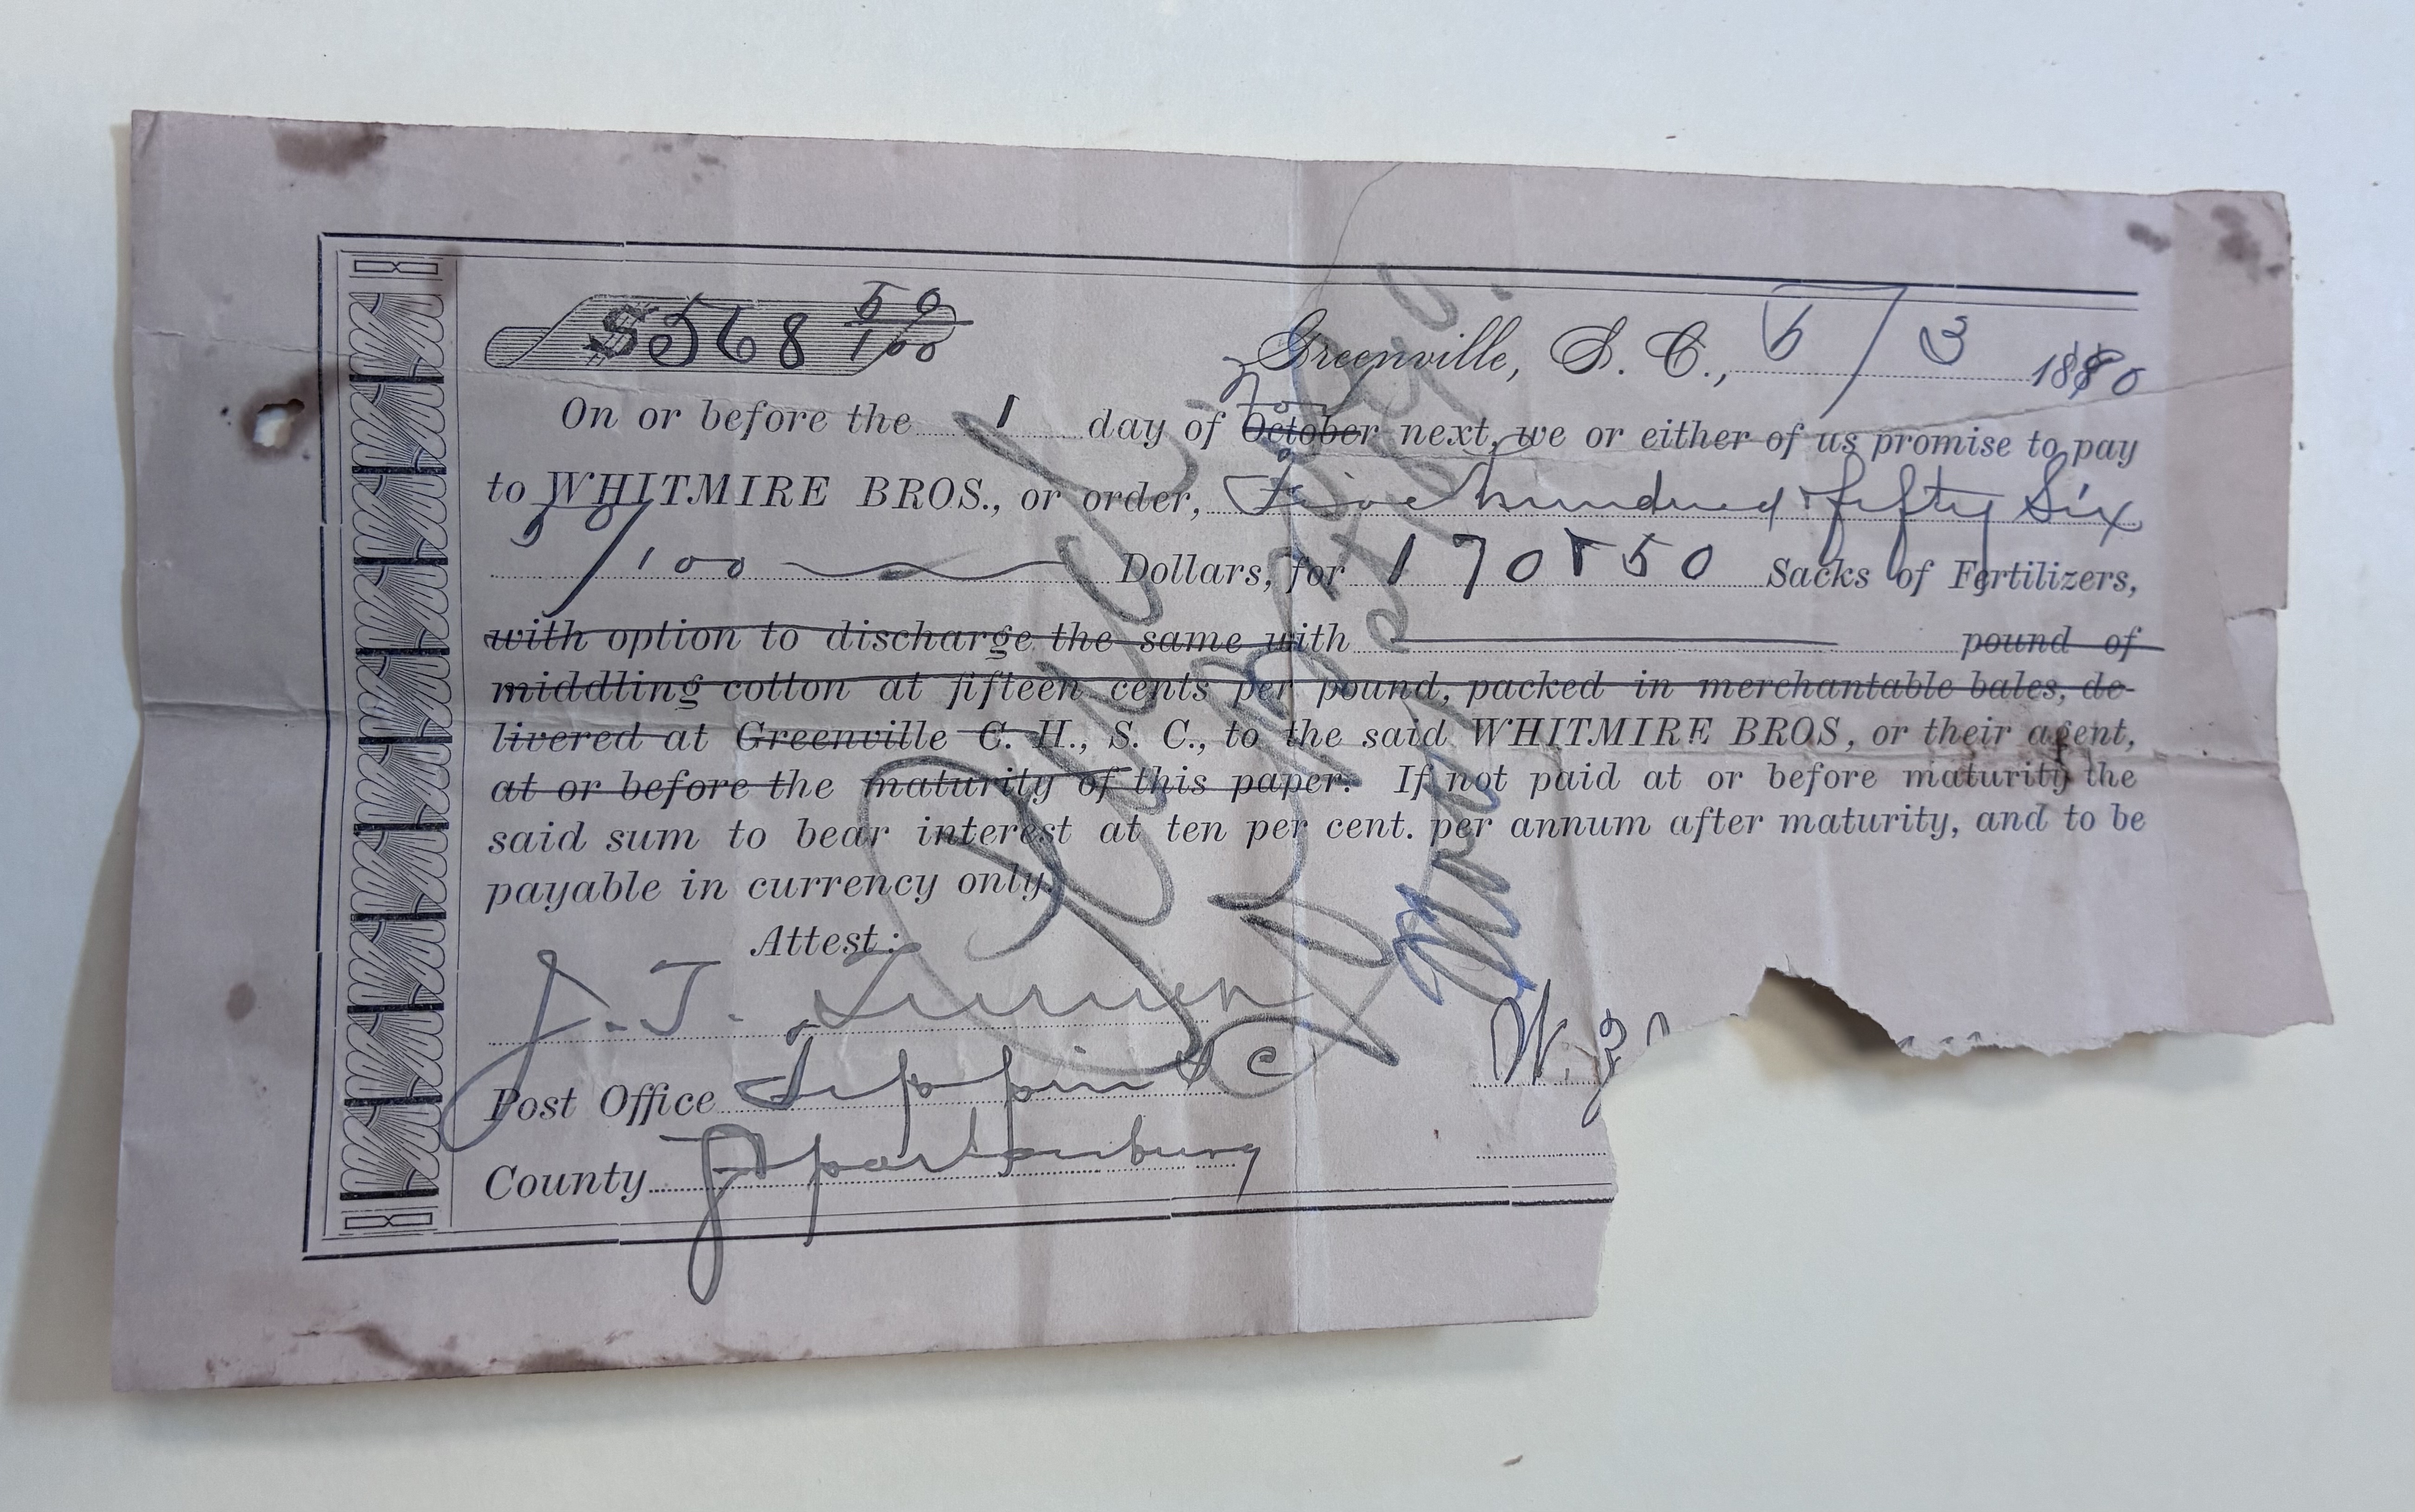 $568 50/100
Greenville, S. C., 5/3 1880
On or before the 1 day of Nov October next, we or either of us promise to pay
to WHITMIRE BROS., or order, Five hundred & fifty Six
50/100 Dollars, for 170 & 50 Sacks of Fertilizers,
with option to discharge the same with pound of
middling cotton at fifteen cents per pound, packed in merchantable bales, de-
livered at Greenville C. H., S. C., to the said WHITMIRE BROS, or their agent,
at or before the maturity of this paper. If not paid at or before maturity the
said sum to bear interest at ten per cent. per annum after maturity, and to be
payable in currency only.
Attest:
J. T.
W.
Post Office
County Spartanburg